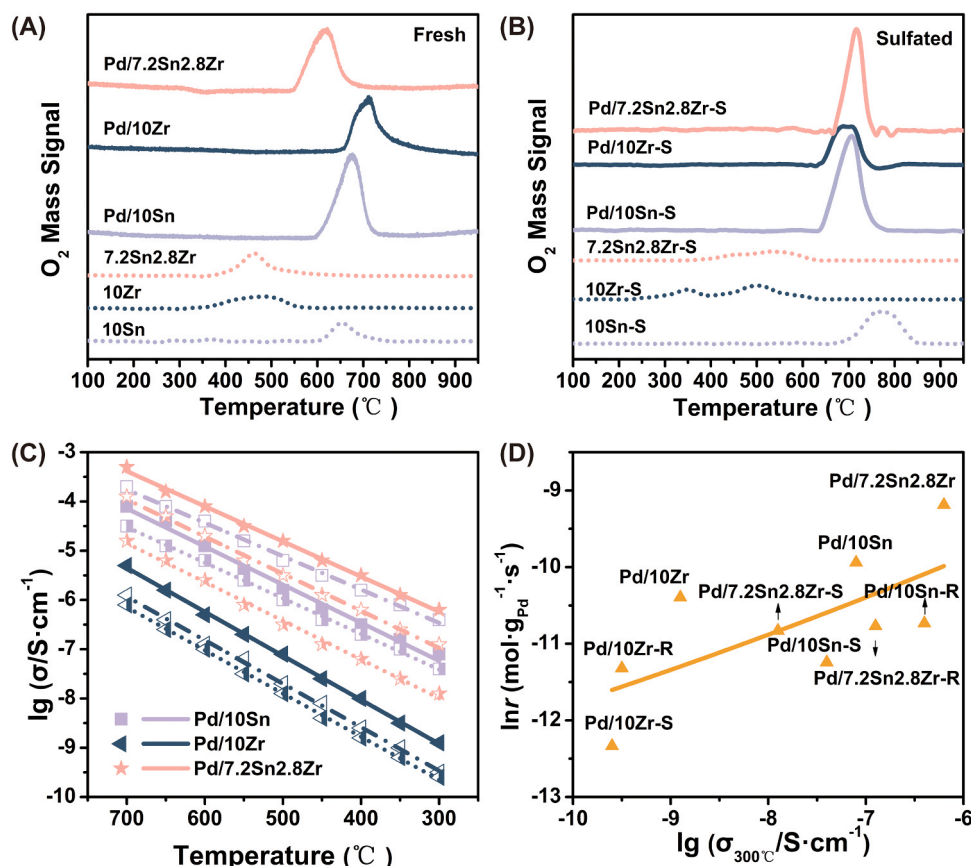 (A)
Fresh
Pd/7.2Sn2.8Zr
Pd/10Zr
Pd/10Sn
7.2Sn2.8Zr
10Zr
10Sn
O2 Mass Signal
100 200 300 400 500 600 700 800 900
Temperature (℃)
(B)
Sulfated
Pd/7.2Sn2.8Zr-S
Pd/10Zr-S
Pd/10Sn-S
7.2Sn2.8Zr-S
10Zr-S
10Sn-S
O2 Mass Signal
100 200 300 400 500 600 700 800 900
Temperature (℃)
(C)
-3
-4
-5
-6
-7
-8
-9
-10
lg (σ/S·cm⁻¹)
Pd/10Sn
Pd/10Zr
Pd/7.2Sn2.8Zr
700 650 600 550 500 450 400 350 300
Temperature (℃)
(D)
-9
-10
-11
-12
-13
lnr (mol·gPd⁻¹·s⁻¹)
Pd/7.2Sn2.8Zr
Pd/10Sn
Pd/10Zr
Pd/7.2Sn2.8Zr-S
Pd/10Sn-R
Pd/10Zr-R
Pd/10Sn-S
Pd/7.2Sn2.8Zr-R
Pd/10Zr-S
-10 -9 -8 -7 -6
lg (σ300℃/S·cm⁻¹)